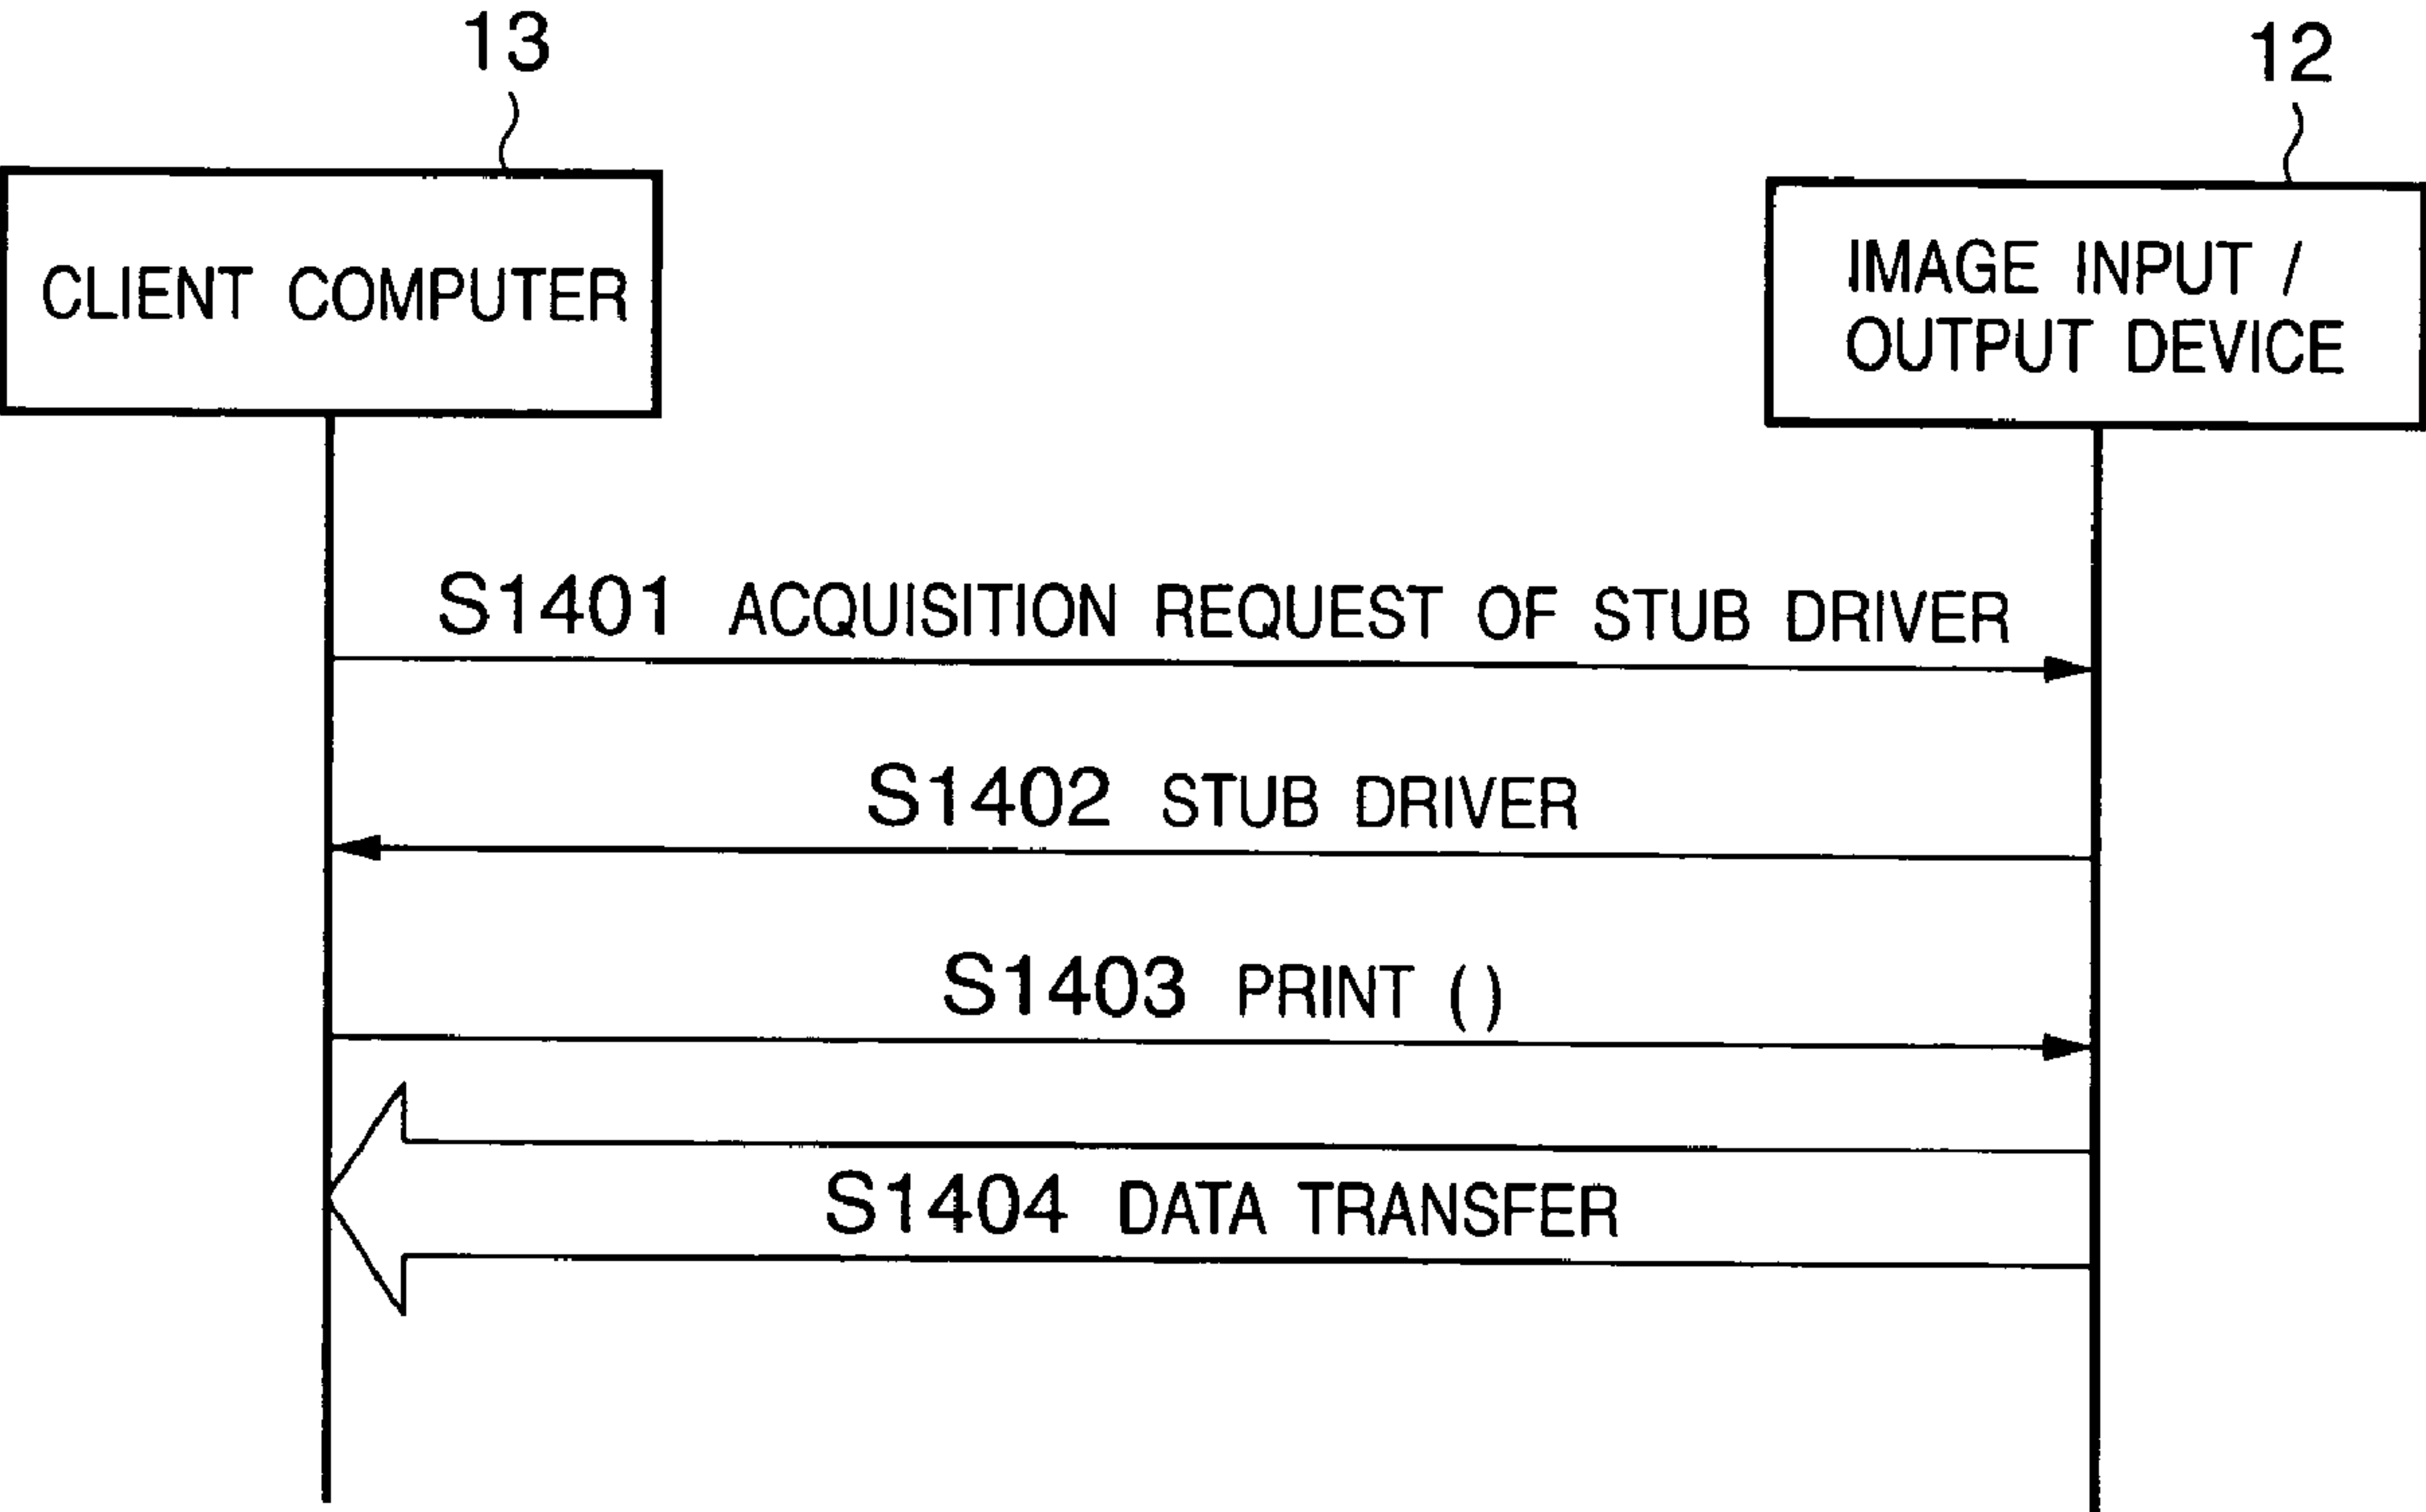 13
12
CLIENT COMPUTER
IMAGE INPUT /
OUTPUT DEVICE
S1401 ACQUISITION REQUEST OF STUB DRIVER
S1402 STUB DRIVER
S1403 PRINT ( )
S1404 DATA TRANSFER